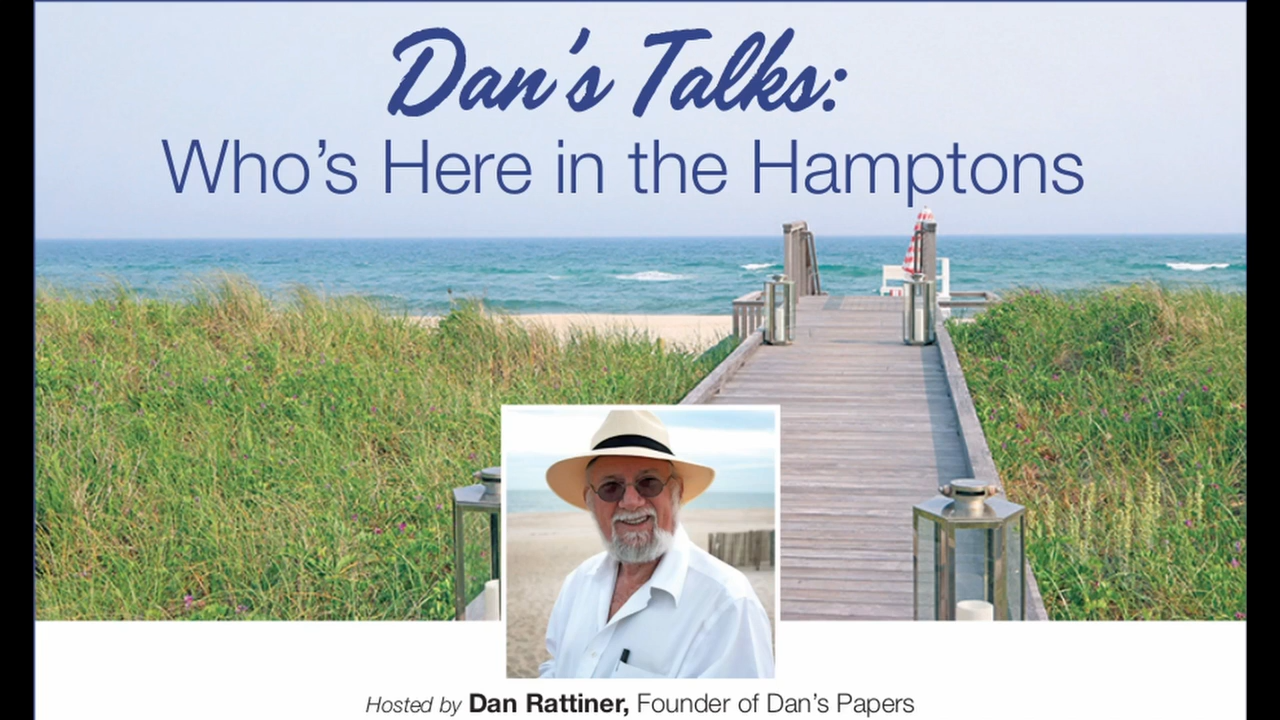 Dan's Talks:
Who's Here in the Hamptons
Hosted by Dan Rattiner, Founder of Dan's Papers